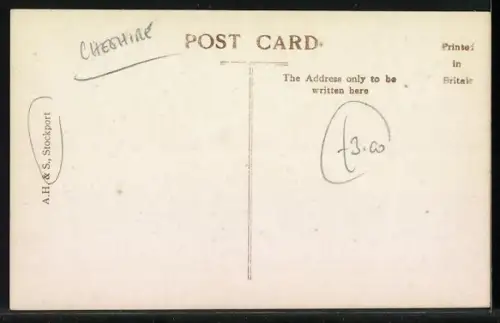 CHESHIRE
POST CARD.
Printed
in
Britain
The Address only to be
written here
A.H. & S., Stockport
£3.00